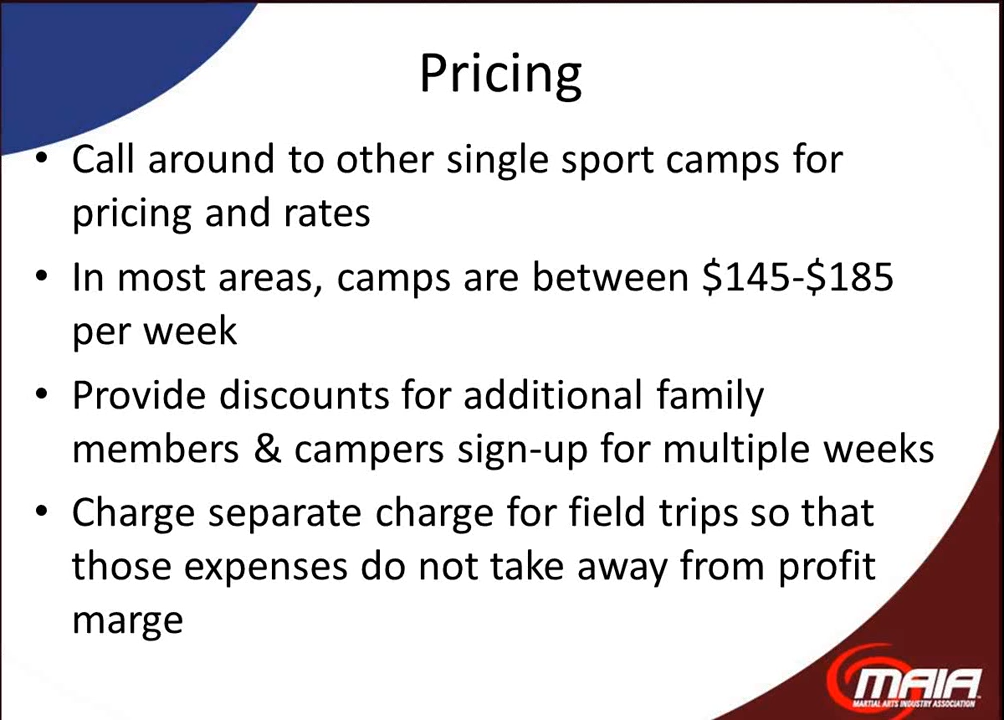 Pricing
• Call around to other single sport camps for
pricing and rates
• In most areas, camps are between $145-$185
per week
• Provide discounts for additional family
members & campers sign-up for multiple weeks
• Charge separate charge for field trips so that
those expenses do not take away from profit
marge
MAIA
MARTIAL ARTS INDUSTRY ASSOCIATION